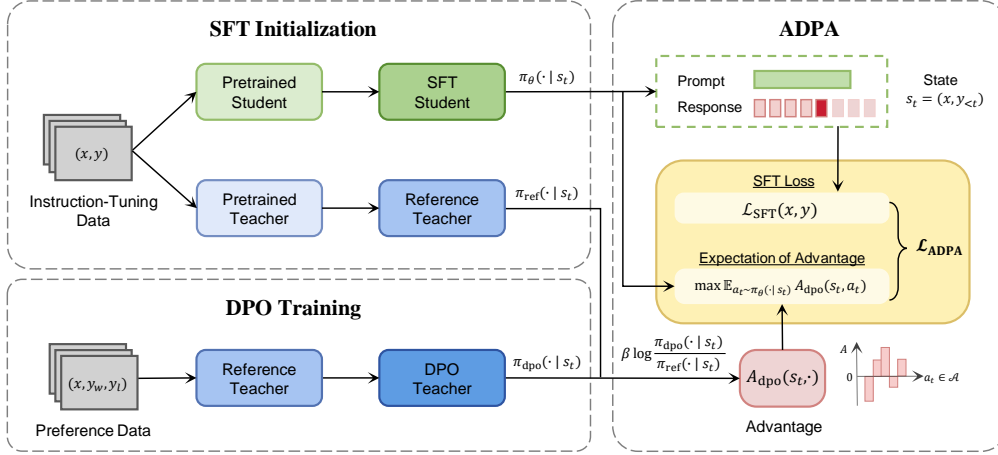 SFT Initialization
(x, y)
Instruction-Tuning
Data
Pretrained
Student
SFT
Student
π_θ(· | s_t)
Pretrained
Teacher
Reference
Teacher
π_ref(· | s_t)
DPO Training
(x, y_w, y_l)
Preference Data
Reference
Teacher
DPO
Teacher
π_dpo(· | s_t)
ADPA
Prompt
Response
State
s_t = (x, y_{<t})
SFT Loss
ℒ_SFT(x, y)
Expectation of Advantage
max 𝔼_{a_t~π_θ(·| s_t)} A_dpo(s_t, a_t)
ℒ_ADPA
β log π_dpo(· | s_t) / π_ref(· | s_t)
A_dpo(s_t,·)
Advantage
A
0
a_t ∈ 𝒜